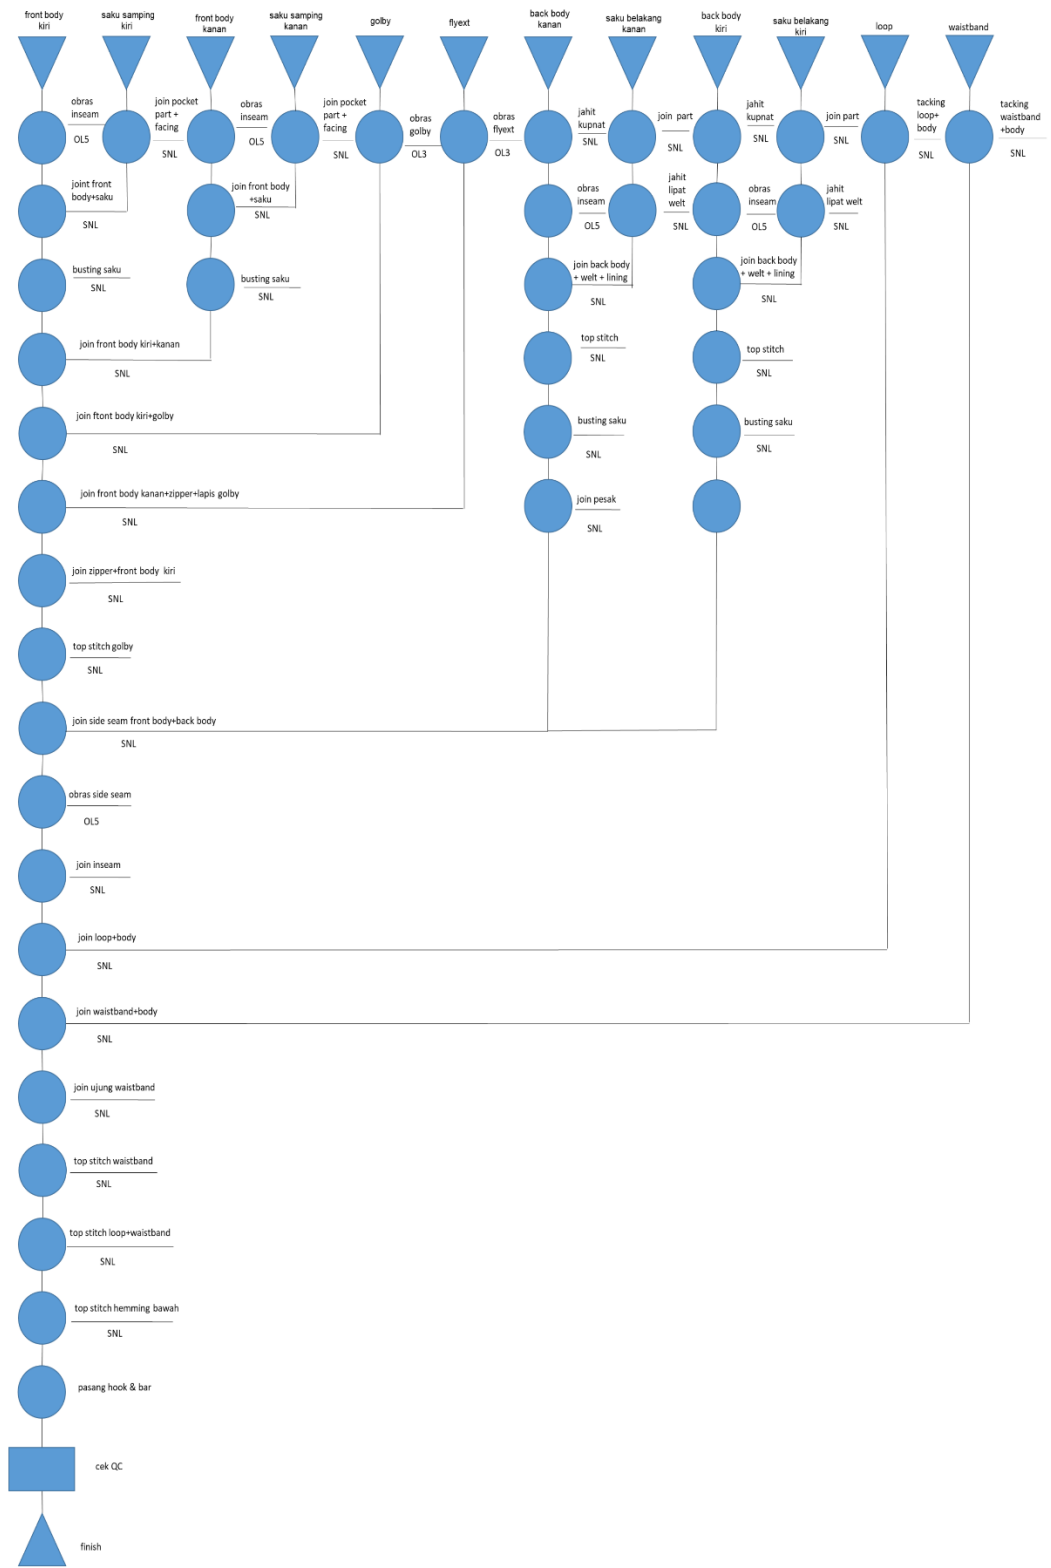 front body
kiri
saku samping
kiri
front body
kanan
saku samping
kanan
golby
flyext
back body
kanan
saku belakang
kanan
back body
kiri
saku belakang
kiri
loop
waistband
obras
inseam
OL5
join pocket
part +
facing
SNL
obras
inseam
OL5
join pocket
part +
facing
SNL
obras
golby
OL3
obras
flyext
OL3
jahit
kupnat
SNL
join part
SNL
jahit
kupnat
SNL
join part
SNL
tacking
loop+
body
SNL
tacking
waistband
+body
SNL
joint front
body+saku
SNL
join front body
+saku
SNL
obras
inseam
OL5
jahit
lipat
welt
SNL
obras
inseam
OL5
jahit
lipat welt
SNL
busting saku
SNL
busting saku
SNL
join back body
+ welt + lining
SNL
join back body
+ welt + lining
SNL
join front body kiri+kanan
SNL
top stitch
SNL
top stitch
SNL
join ftont body kiri+golby
SNL
busting saku
SNL
busting saku
SNL
join front body kanan+zipper+lapis golby
SNL
join pesak
SNL
join zipper+front body kiri
SNL
top stitch golby
SNL
join side seam front body+back body
SNL
obras side seam
OL5
join inseam
SNL
join loop+body
SNL
join waistband+body
SNL
join ujung waistband
SNL
top stitch waistband
SNL
top stitch loop+waistband
SNL
top stitch hemming bawah
SNL
pasang hook & bar
cek QC
finish